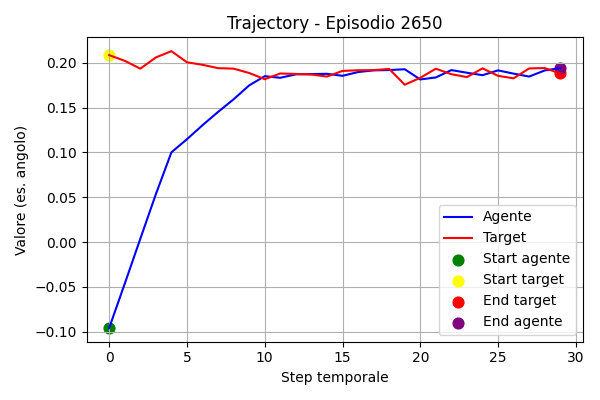 Trajectory - Episodio 2650
Valore (es. angolo)
0.20
0.15
0.10
0.05
0.00
−0.05
−0.10
0
5
10
15
20
25
30
Step temporale
Agente
Target
Start agente
Start target
End target
End agente